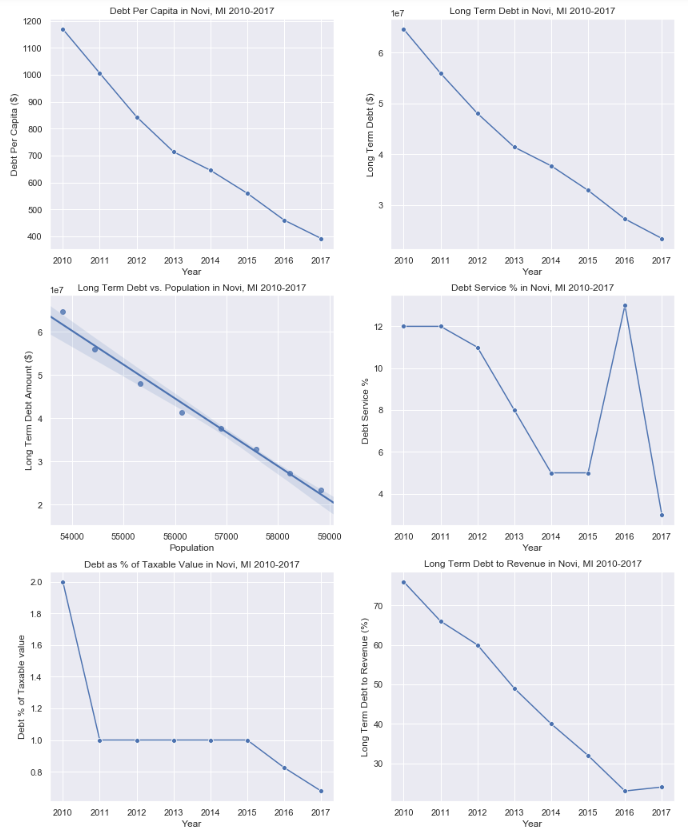 Debt Per Capita in Novi, MI 2010-2017
1200
1100
1000
900
800
700
600
500
400
Debt Per Capita ($)
2010 2011 2012 2013 2014 2015 2016 2017
Year
Long Term Debt in Novi, MI 2010-2017
1e7
6
5
4
3
Long Term Debt ($)
2010 2011 2012 2013 2014 2015 2016 2017
Year
Long Term Debt vs. Population in Novi, MI 2010-2017
1e7
6
5
4
3
2
Long Term Debt Amount ($)
54000 55000 56000 57000 58000 59000
Population
Debt Service % in Novi, MI 2010-2017
12
10
8
6
4
Debt Service %
2010 2011 2012 2013 2014 2015 2016 2017
Year
Debt as % of Taxable Value in Novi, MI 2010-2017
2.0
1.8
1.6
1.4
1.2
1.0
0.8
Debt % of Taxable value
2010 2011 2012 2013 2014 2015 2016 2017
Year
Long Term Debt to Revenue in Novi, MI 2010-2017
70
60
50
40
30
Long Term Debt to Revenue (%)
2010 2011 2012 2013 2014 2015 2016 2017
Year